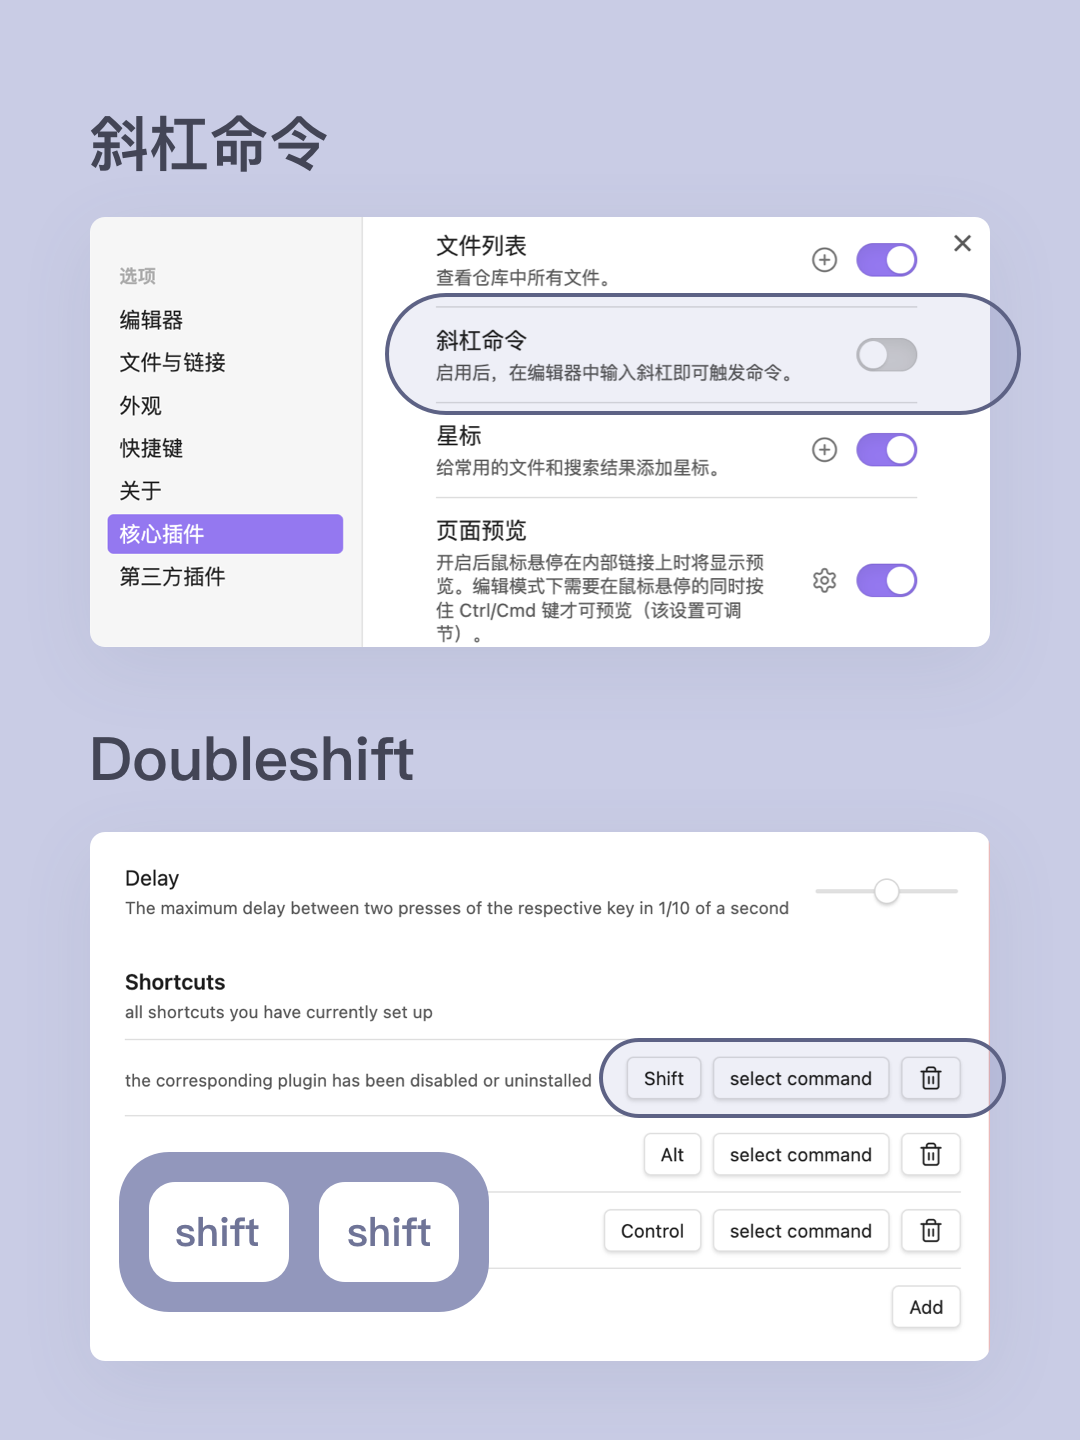 斜杠命令
选项
编辑器
文件与链接
外观
快捷键
关于
核心插件
第三方插件
文件列表
查看仓库中所有文件。
斜杠命令
启用后，在编辑器中输入斜杠即可触发命令。
星标
给常用的文件和搜索结果添加星标。
页面预览
开启后鼠标悬停在内部链接上时将显示预
览。编辑模式下需要在鼠标悬停的同时按
住 Ctrl/Cmd 键才可预览（该设置可调
节）。
Doubleshift
Delay
The maximum delay between two presses of the respective key in 1/10 of a second
Shortcuts
all shortcuts you have currently set up
the corresponding plugin has been disabled or uninstalled
Shift
select command
Alt
select command
shift
shift
Control
select command
Add